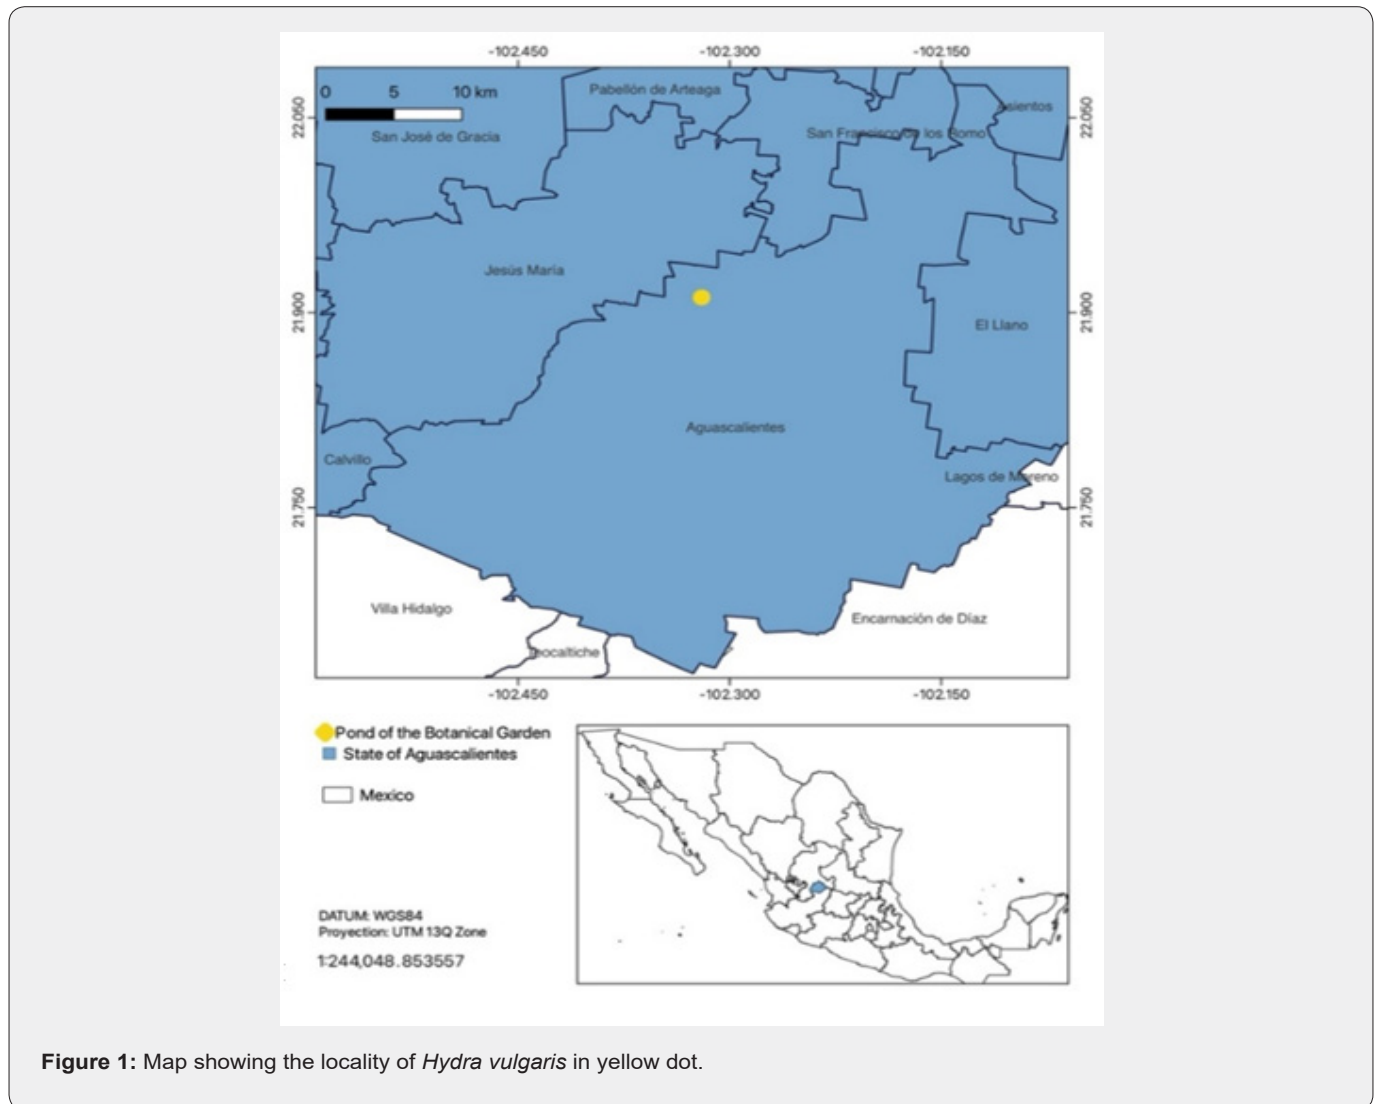 -102.450 -102.300 -102.150
0 5 10 km
Pabellón de Arteaga
Asientos
22.050 22.050
San José de Gracia
San Francisco de los Romo
Jesús María
21.900 21.900
El Llano
Aguascalientes
Calvillo
Lagos de Moreno
21.750 21.750
Villa Hidalgo
Encarnación de Díaz
Teocaltiche
-102.450 -102.300 -102.150
Pond of the Botanical Garden
State of Aguascalientes
Mexico
DATUM: WGS84
Proyection: UTM 13Q Zone
1:244,048.853557
Figure 1: Map showing the locality of Hydra vulgaris in yellow dot.